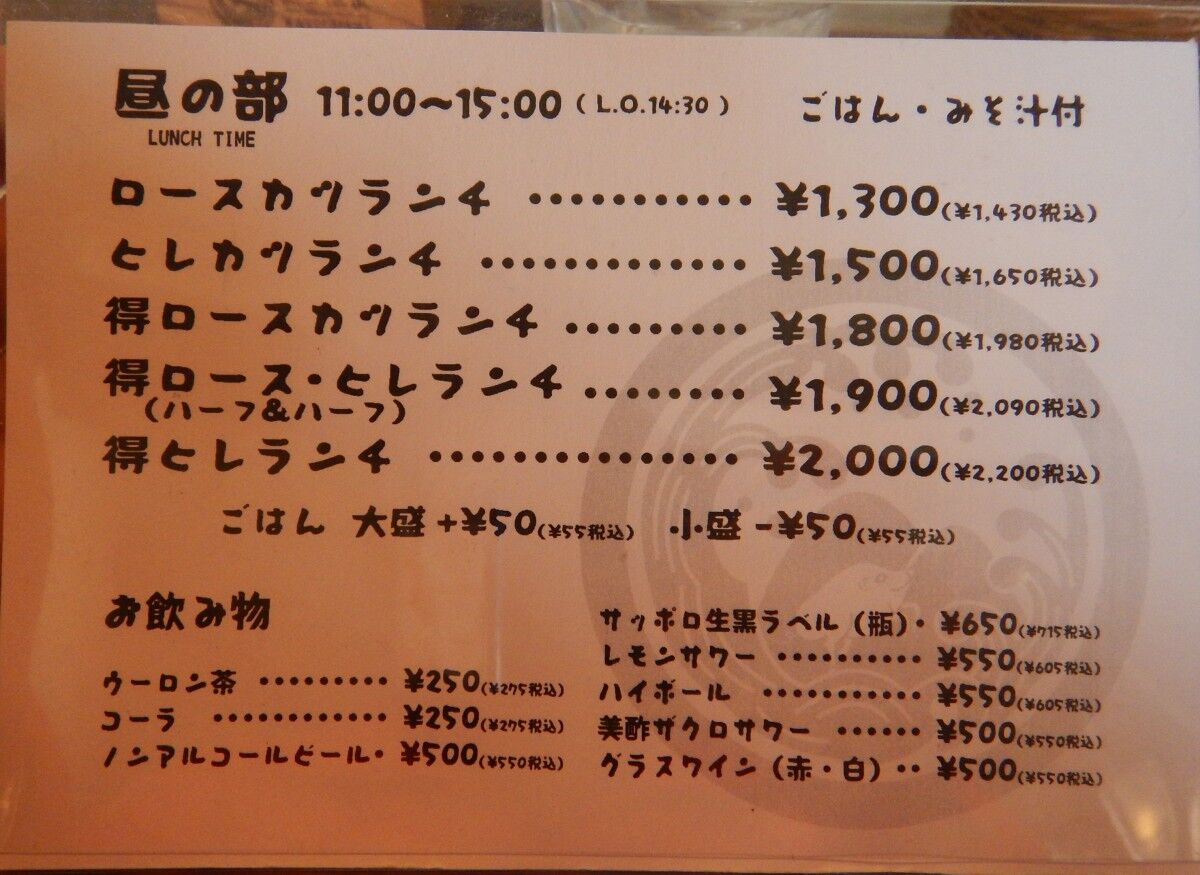 昼の部 11:00～15:00 (L.O.14:30) ごはん・みそ汁付
LUNCH TIME
ロースカツランチ ………… ¥1,300(¥1,430税込)
ヒレカツランチ ………… ¥1,500(¥1,650税込)
得ロースカツランチ ……… ¥1,800(¥1,980税込)
得ロース・ヒレランチ ……… ¥1,900(¥2,090税込)
(ハーフ&ハーフ)
得ヒレランチ ………… ¥2,000(¥2,200税込)
ごはん 大盛+¥50(¥55税込) 小盛-¥50(¥55税込)
お飲み物
ウーロン茶 ……… ¥250(¥275税込)
コーラ ………… ¥250(¥275税込)
ノンアルコールビール・ ¥500(¥550税込)
サッポロ生黒ラベル(瓶)・ ¥650(¥715税込)
レモンサワー ………… ¥550(¥605税込)
ハイボール ………… ¥550(¥605税込)
美酢ザクロサワー …… ¥500(¥550税込)
グラスワイン(赤・白)・・ ¥500(¥550税込)